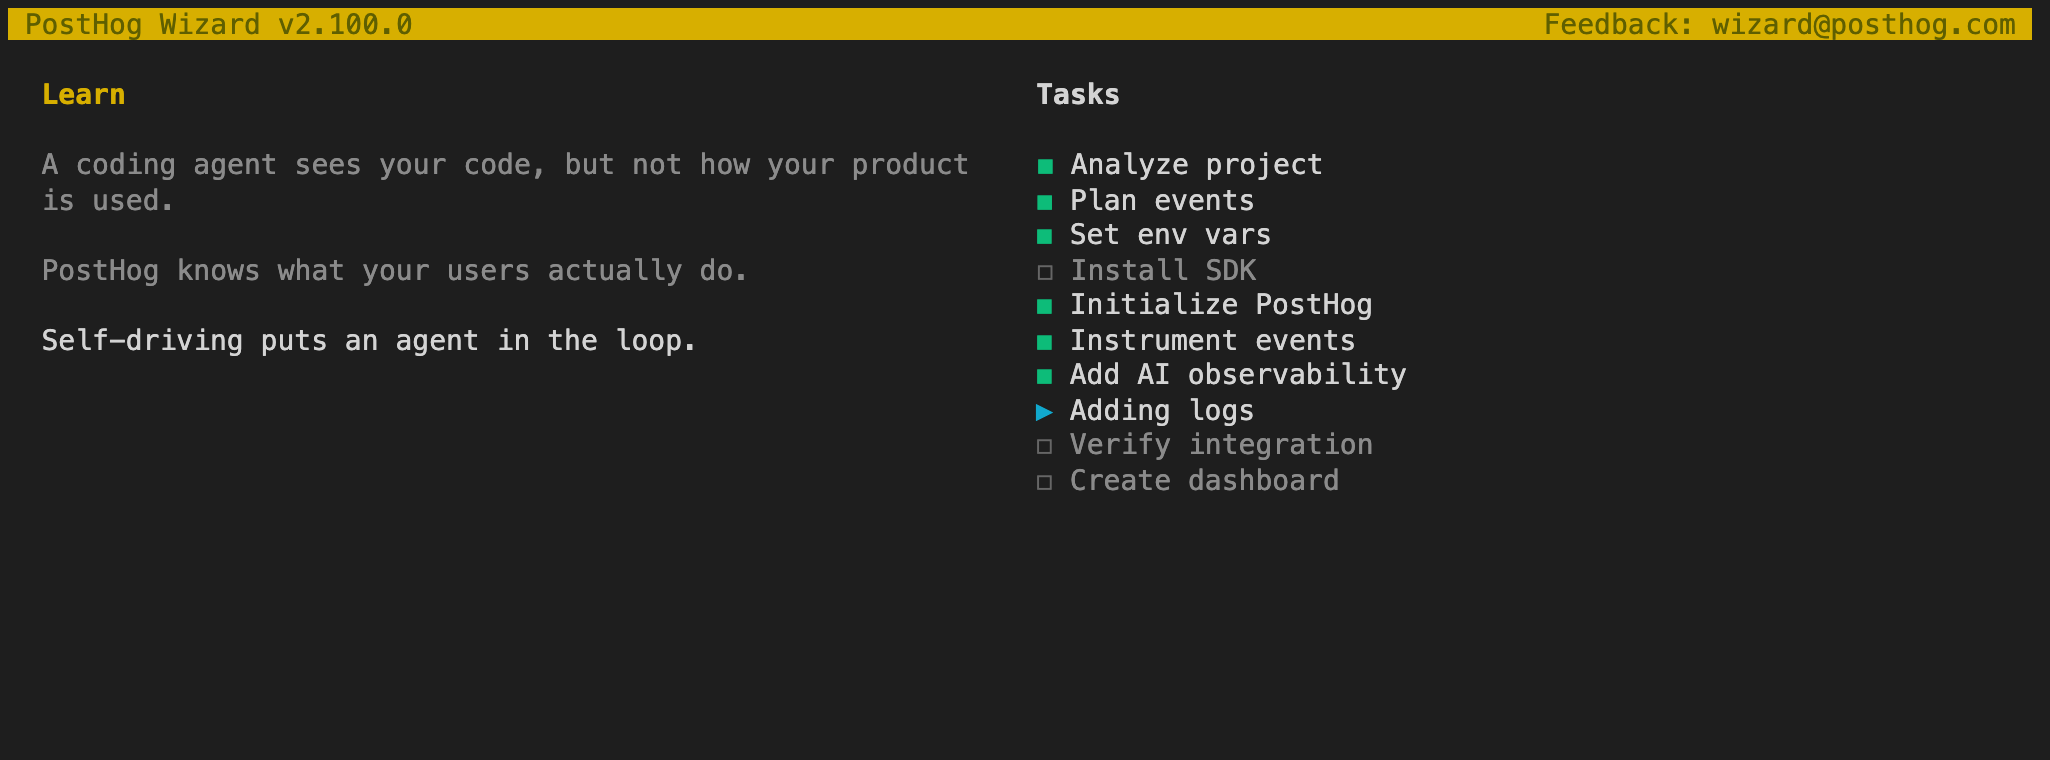 PostHog Wizard v2.100.0
Feedback: wizard@posthog.com
Learn
A coding agent sees your code, but not how your product
is used.
PostHog knows what your users actually do.
Self-driving puts an agent in the loop.
Tasks
Analyze project
Plan events
Set env vars
Install SDK
Initialize PostHog
Instrument events
Add AI observability
Adding logs
Verify integration
Create dashboard